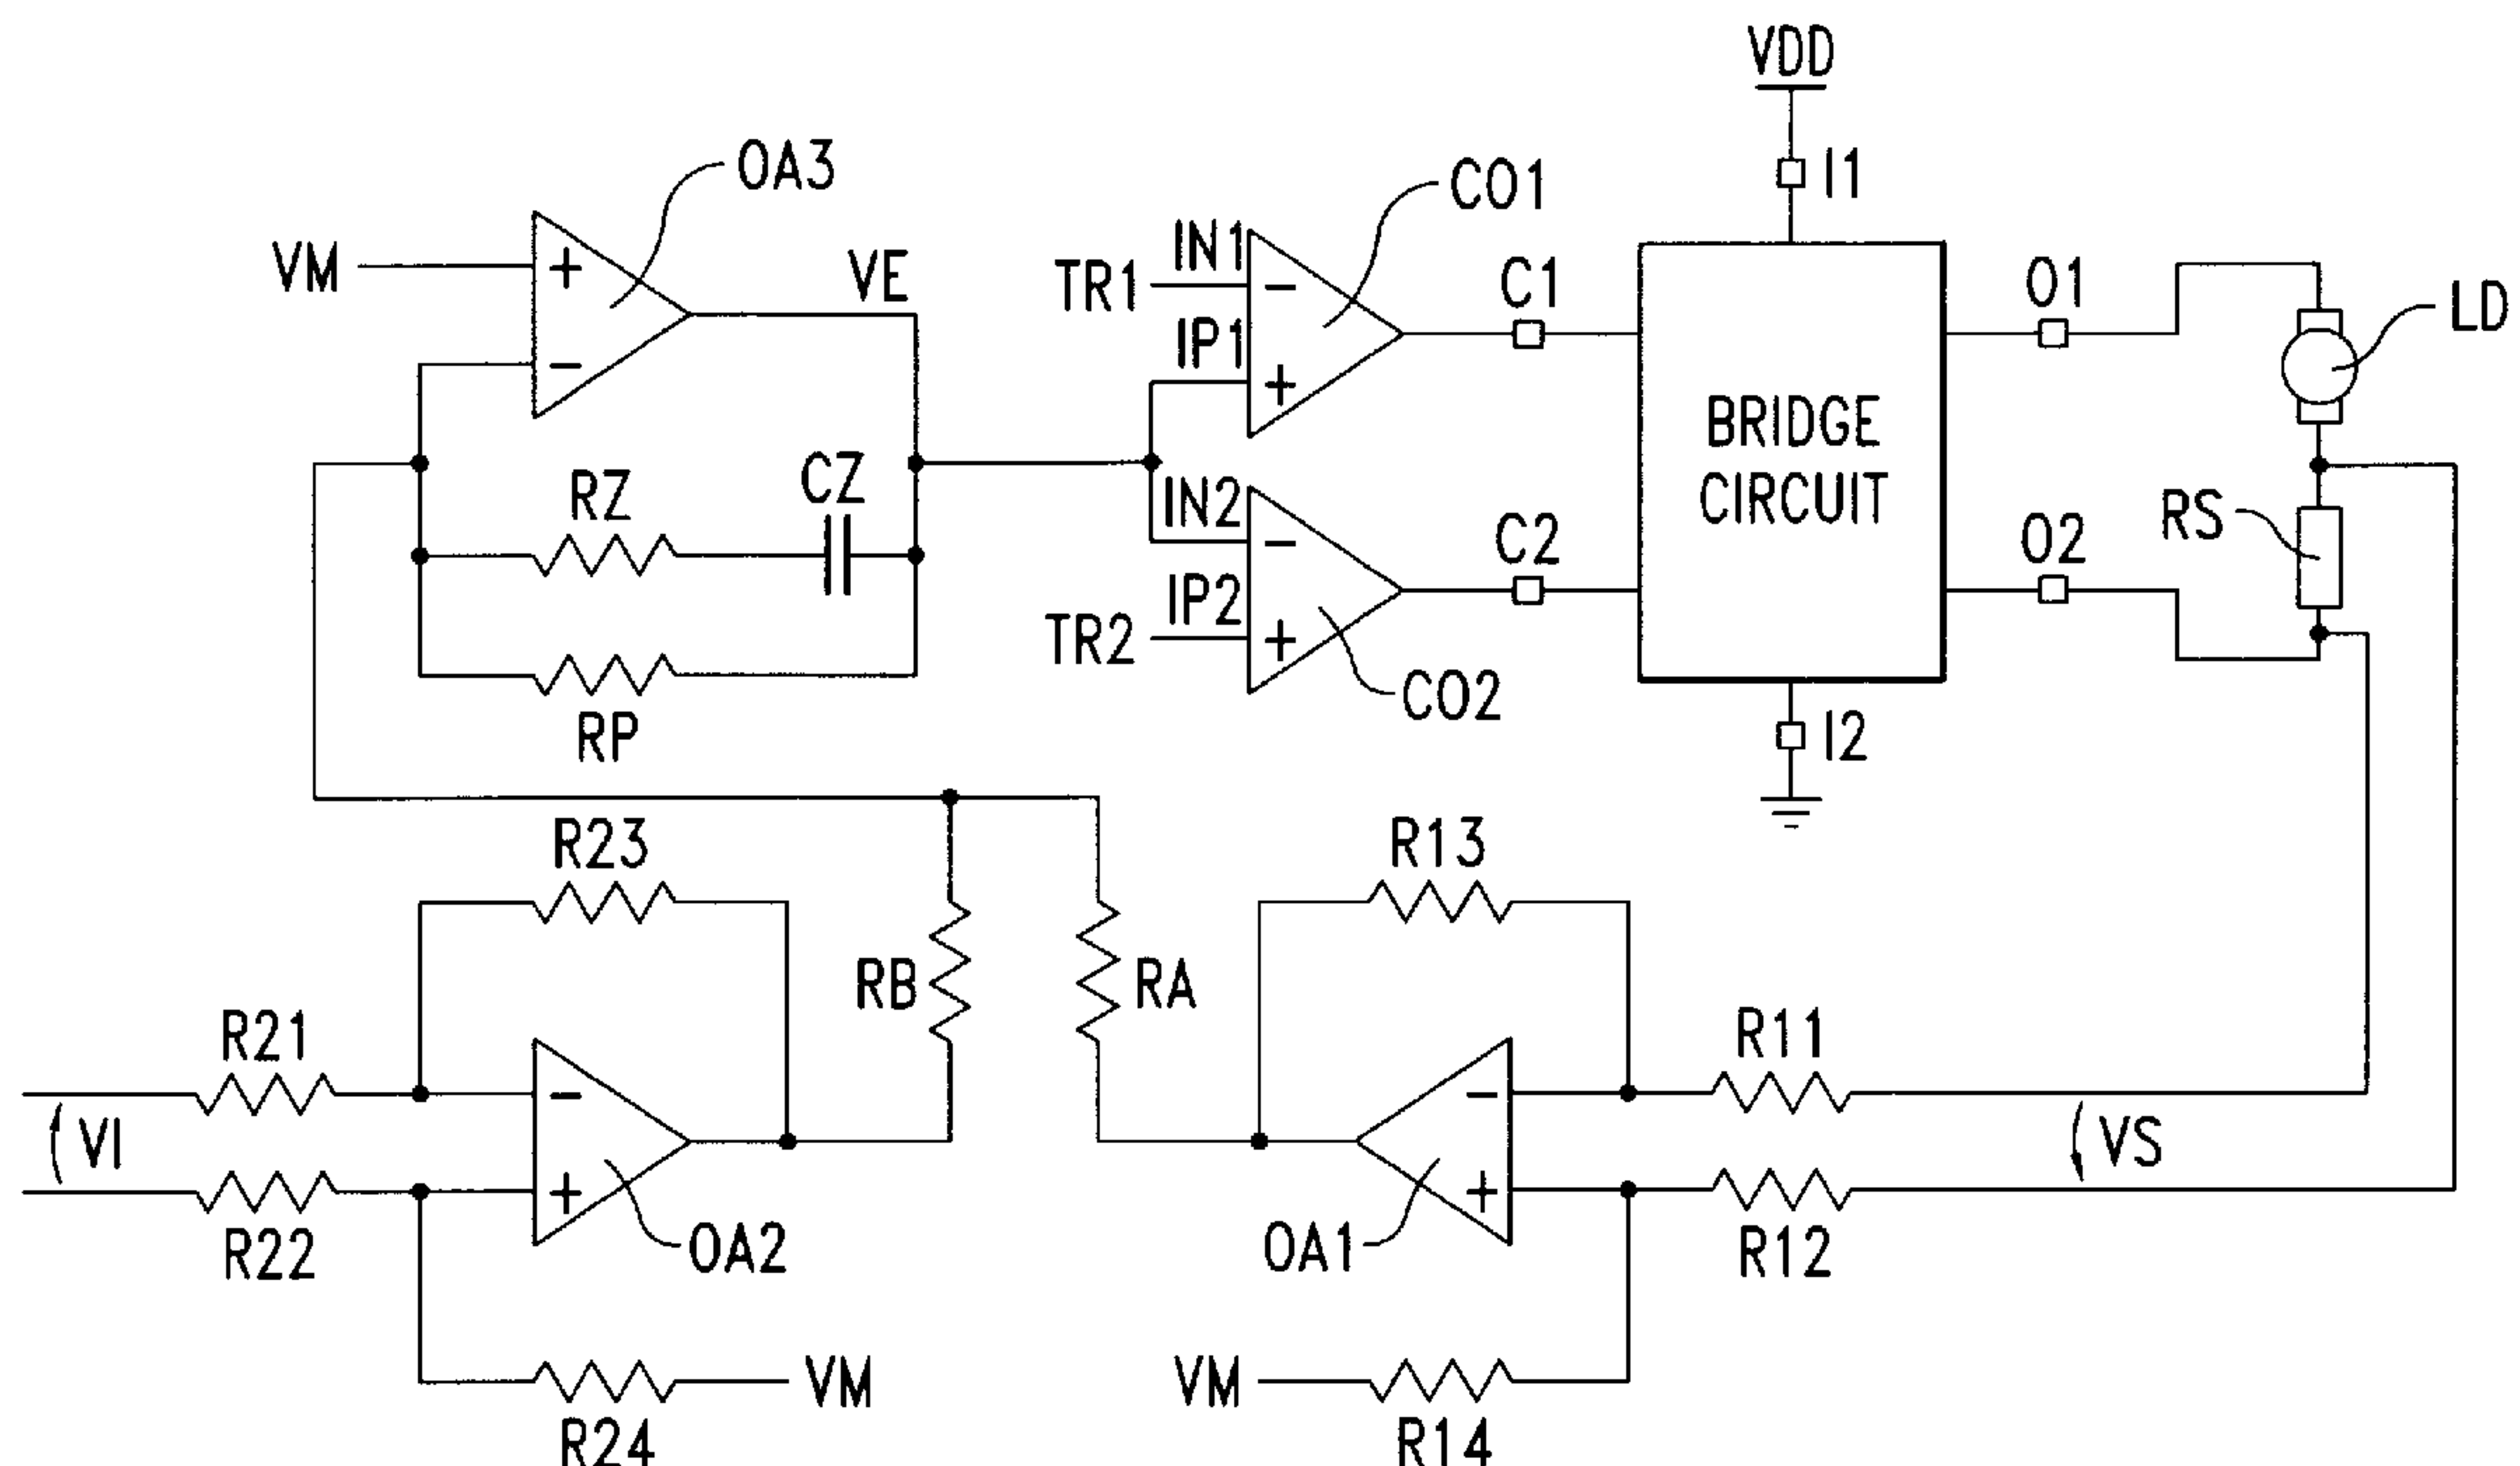 VDD
I1
OA3
CO1
VM
+
VE
TR1
IN1
−
C1
O1
LD
−
IP1
+
BRIDGE
CIRCUIT
RZ
CZ
IN2
−
C2
O2
RS
TR2
IP2
+
CO2
RP
I2
R23
R13
RB
RA
R21
R11
−
−
VI
VS
+
+
R22
OA2
OA1
R12
VM
VM
R24
R14